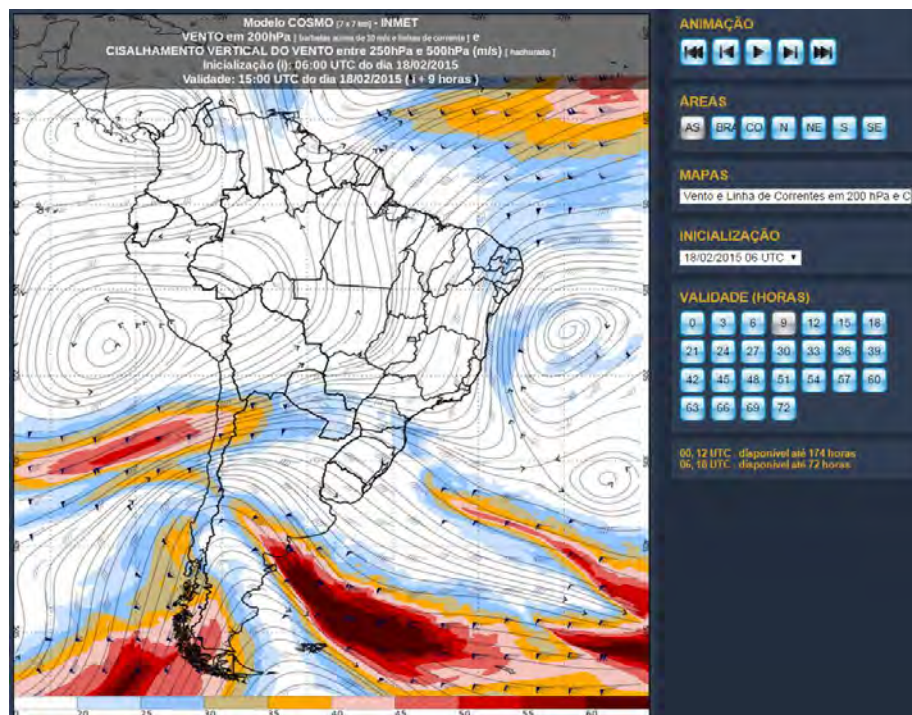 Modelo COSMO [7 x 7 km] - INMET
VENTO em 200hPa [ barbelas acima de 20 m/s e linhas de corrente ] e
CISALHAMENTO VERTICAL DO VENTO entre 250hPa e 500hPa (m/s) [ hachurado ]
Inicialização (i): 06:00 UTC do dia 18/02/2015
Validade: 15:00 UTC do dia 18/02/2015 ( i + 9 horas )
ANIMAÇÃO
ÁREAS
AS BRA CO N NE S SE
MAPAS
Vento e Linha de Correntes em 200 hPa e C
INICIALIZAÇÃO
18/02/2015 06 UTC
VALIDADE (HORAS)
0 3 6 9 12 15 18
21 24 27 30 33 36 39
42 45 48 51 54 57 60
63 66 69 72
00, 12 UTC disponível até 174 horas
06, 18 UTC disponível até 72 horas
20 25 30 35 40 45 50 55 60